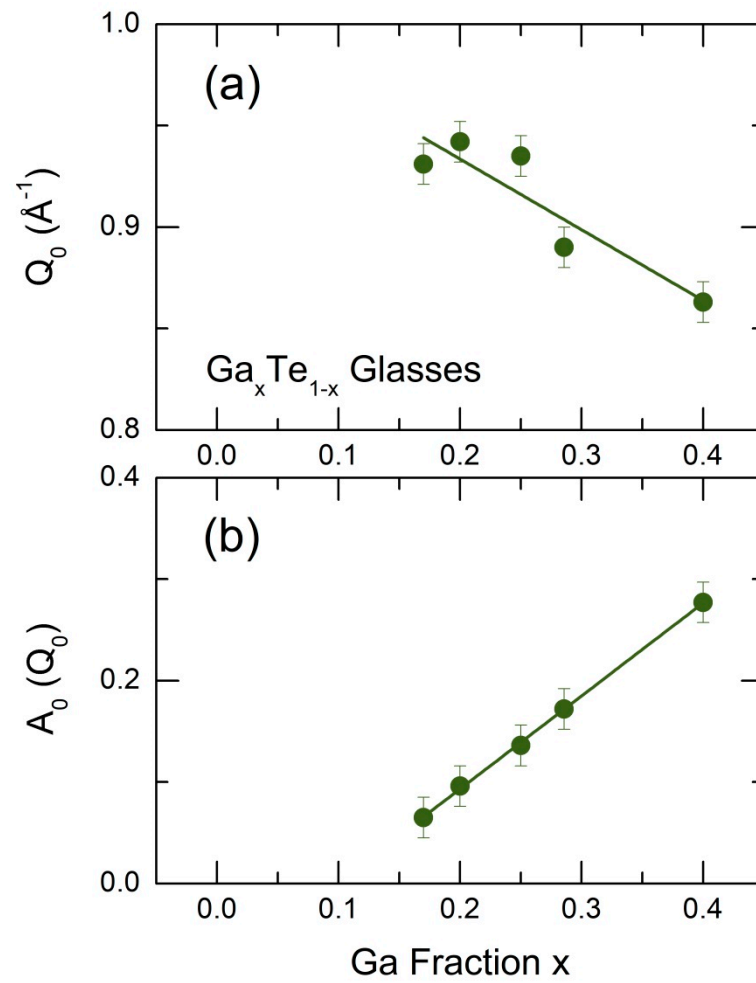 1.0
(a)
Q₀ (Å⁻¹)
0.9
GaₓTe₁₋ₓ Glasses
0.8
0.0 0.1 0.2 0.3 0.4
0.4
(b)
A₀ (Q₀)
0.2
0.0
0.0 0.1 0.2 0.3 0.4
Ga Fraction x